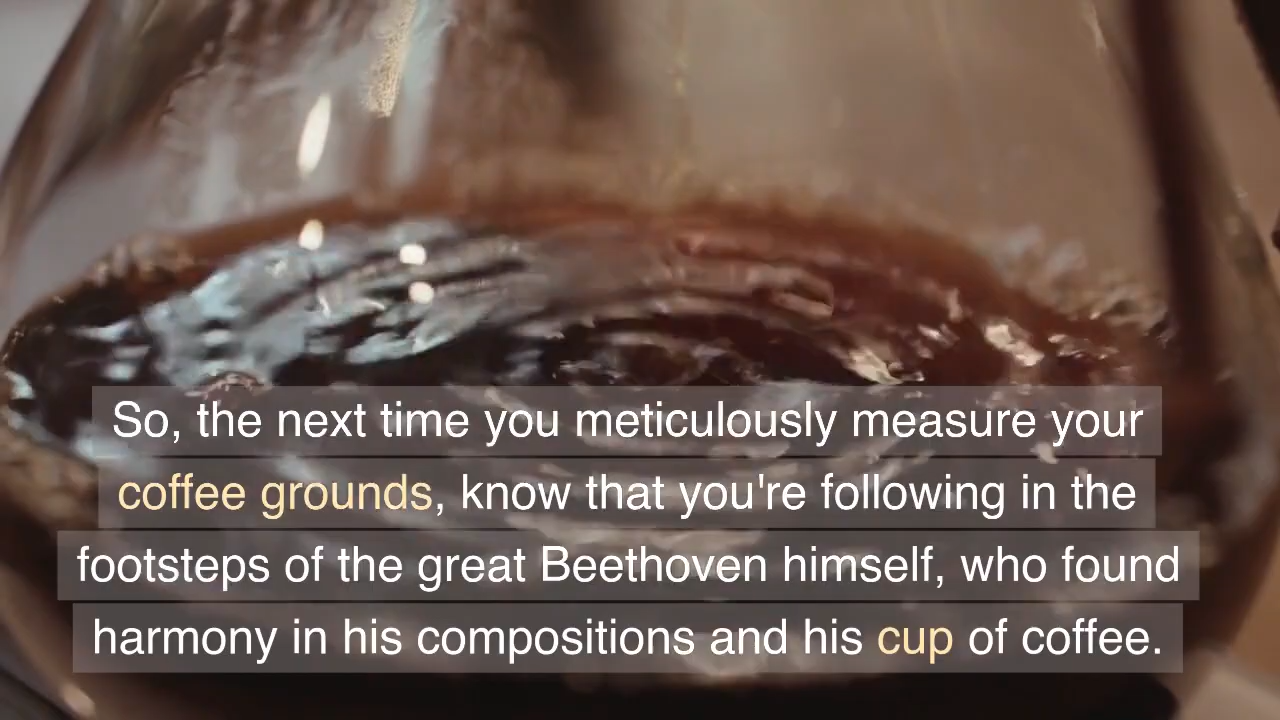 So, the next time you meticulously measure your
coffee grounds, know that you're following in the
footsteps of the great Beethoven himself, who found
harmony in his compositions and his cup of coffee.